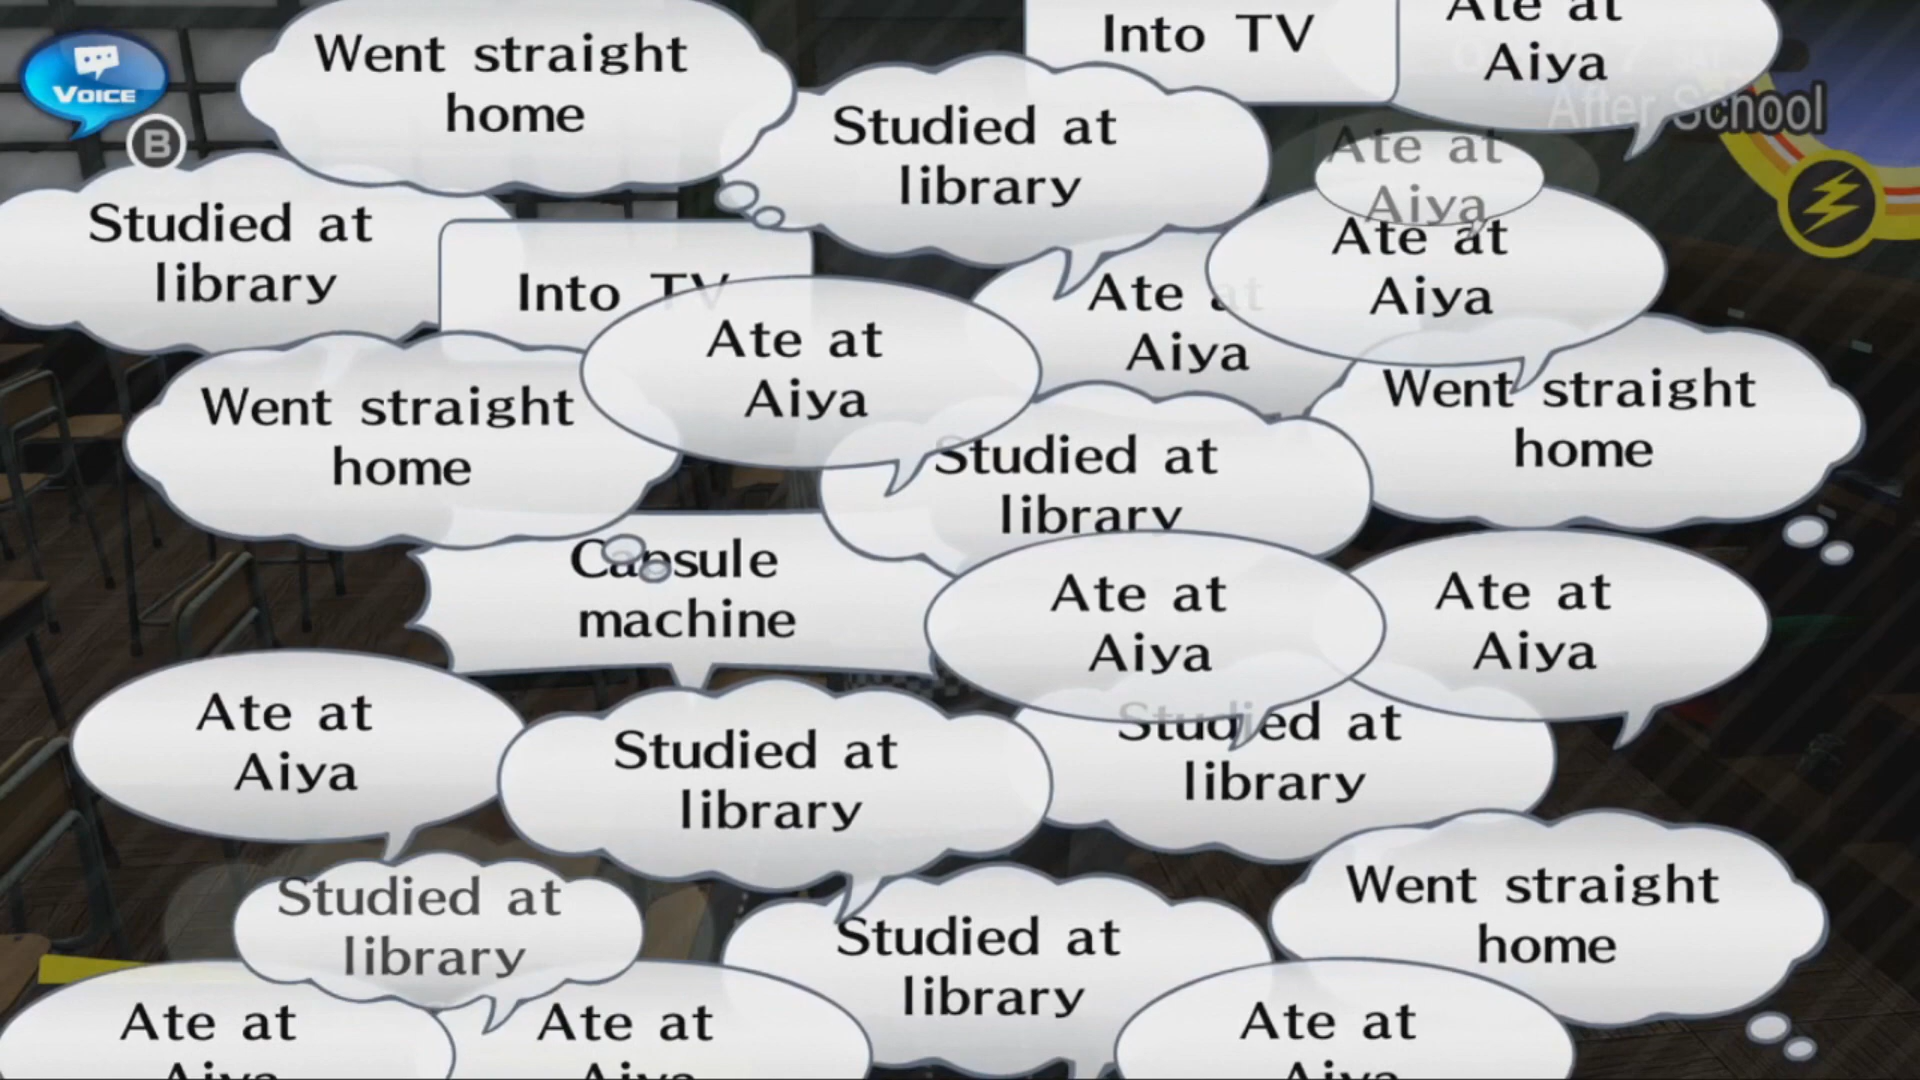 Ate at
Aiya
Into TV
Went straight
home
VOICE
B
After School
Studied at
library
Ate at
Aiya
Studied at
library
Ate at
Aiya
Into TV
Ate at
Aiya
Ate at
Aiya
Went straight
home
Went straight
home
Studied at
library
Capsule
machine
Ate at
Aiya
Ate at
Aiya
Ate at
Aiya
Studied at
library
Studied at
library
Went straight
home
Studied at
library
Studied at
library
Ate at
Aiya
Ate at
Aiya
Ate at
Aiya